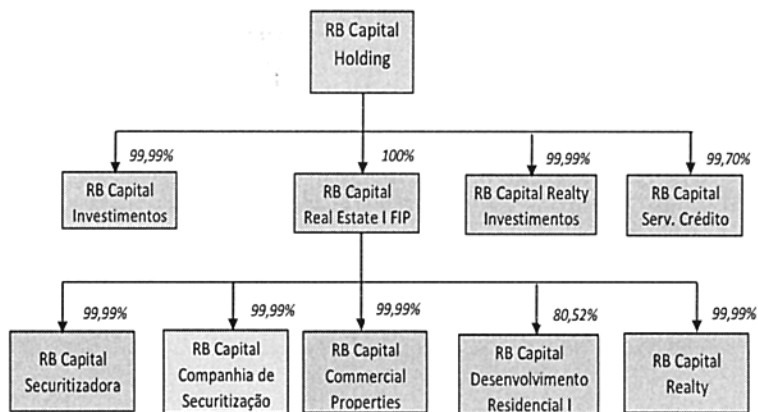 RB Capital
Holding
99,99%
100%
99,99%
99,70%
RB Capital
Investimentos
RB Capital
Real Estate I FIP
RB Capital Realty
Investimentos
RB Capital
Serv. Crédito
99,99%
99,99%
99,99%
80,52%
99,99%
RB Capital
Securitizadora
RB Capital
Companhia de
Securitização
RB Capital
Commercial
Properties
RB Capital
Desenvolvimento
Residencial I
RB Capital
Realty